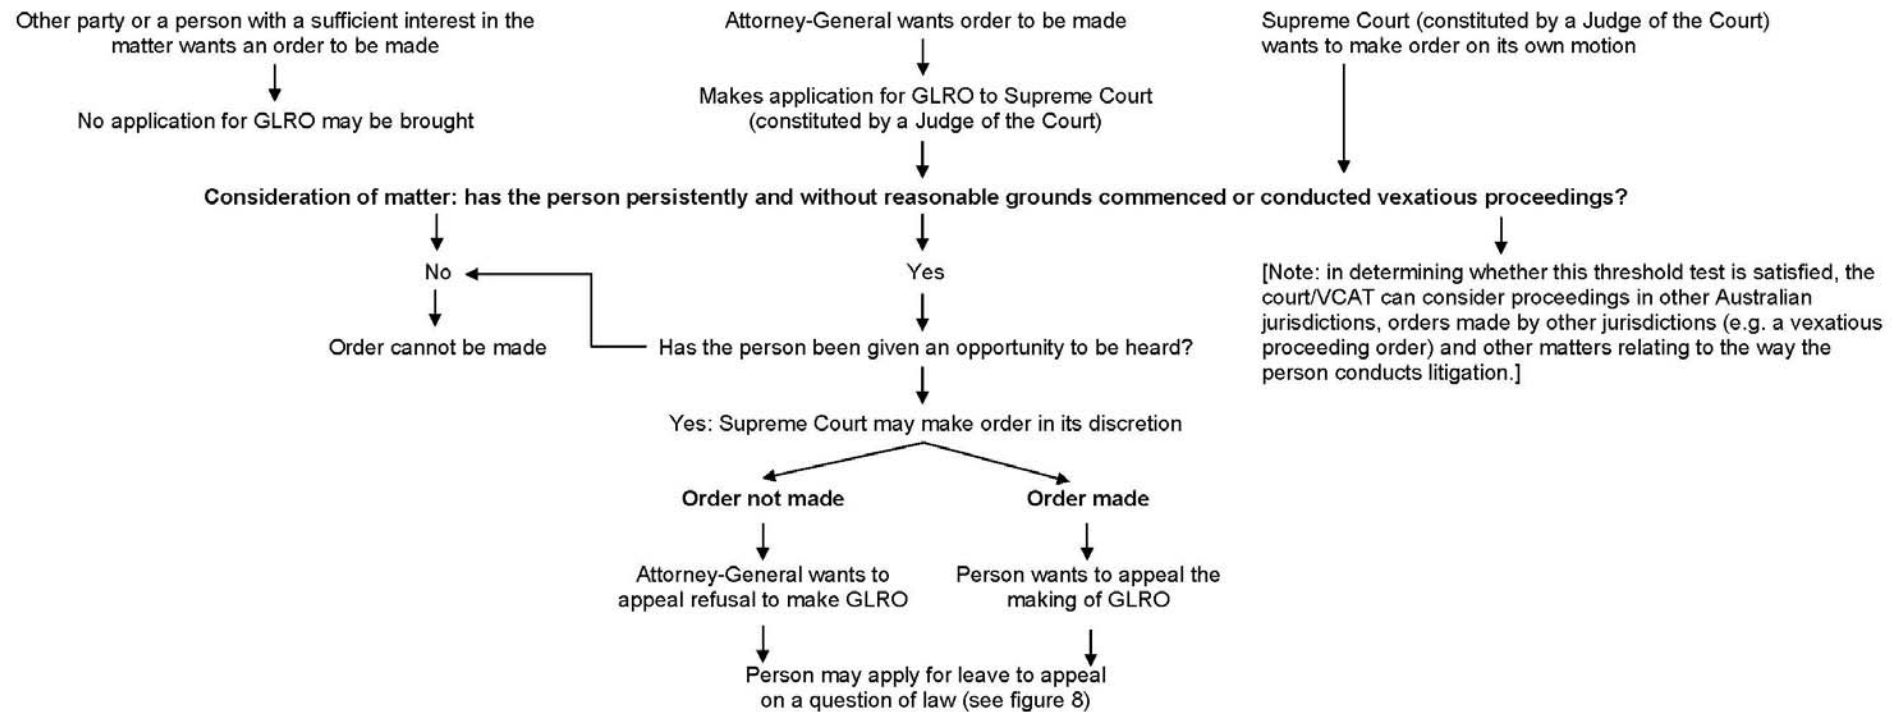 Other party or a person with a sufficient interest in the
matter wants an order to be made
No application for GLRO may be brought
Attorney-General wants order to be made
Makes application for GLRO to Supreme Court
(constituted by a Judge of the Court)
Supreme Court (constituted by a Judge of the Court)
wants to make order on its own motion
Consideration of matter: has the person persistently and without reasonable grounds commenced or conducted vexatious proceedings?
No
Order cannot be made
Yes
Has the person been given an opportunity to be heard?
[Note: in determining whether this threshold test is satisfied, the
court/VCAT can consider proceedings in other Australian
jurisdictions, orders made by other jurisdictions (e.g. a vexatious
proceeding order) and other matters relating to the way the
person conducts litigation.]
Yes: Supreme Court may make order in its discretion
Order not made
Attorney-General wants to
appeal refusal to make GLRO
Order made
Person wants to appeal the
making of GLRO
Person may apply for leave to appeal
on a question of law (see figure 8)